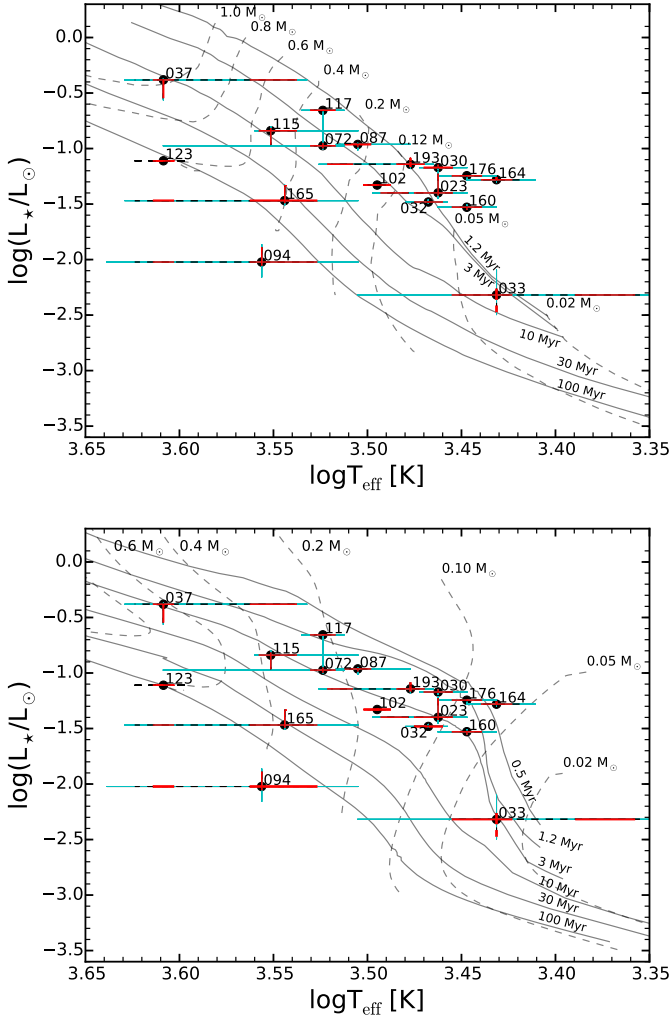 1.0 M☉
0.8 M☉
0.6 M☉
0.4 M☉
0.2 M☉
0.12 M☉
0.05 M☉
0.02 M☉
037
117
115
072
087
123
193
030
176
164
102
023
165
032
160
094
033
1.2 Myr
3 Myr
10 Myr
30 Myr
100 Myr
0.0
−0.5
−1.0
−1.5
−2.0
−2.5
−3.0
−3.5
log(L⋆/L☉)
3.65 3.60 3.55 3.50 3.45 3.40 3.35
logTeff [K]
0.6 M☉
0.4 M☉
0.2 M☉
0.10 M☉
0.05 M☉
0.02 M☉
037
117
115
072
087
123
193
030
176
164
102
023
165
032
160
094
033
0.5 Myr
1.2 Myr
3 Myr
10 Myr
30 Myr
100 Myr
0.0
−0.5
−1.0
−1.5
−2.0
−2.5
−3.0
−3.5
log(L⋆/L☉)
3.65 3.60 3.55 3.50 3.45 3.40 3.35
logTeff [K]